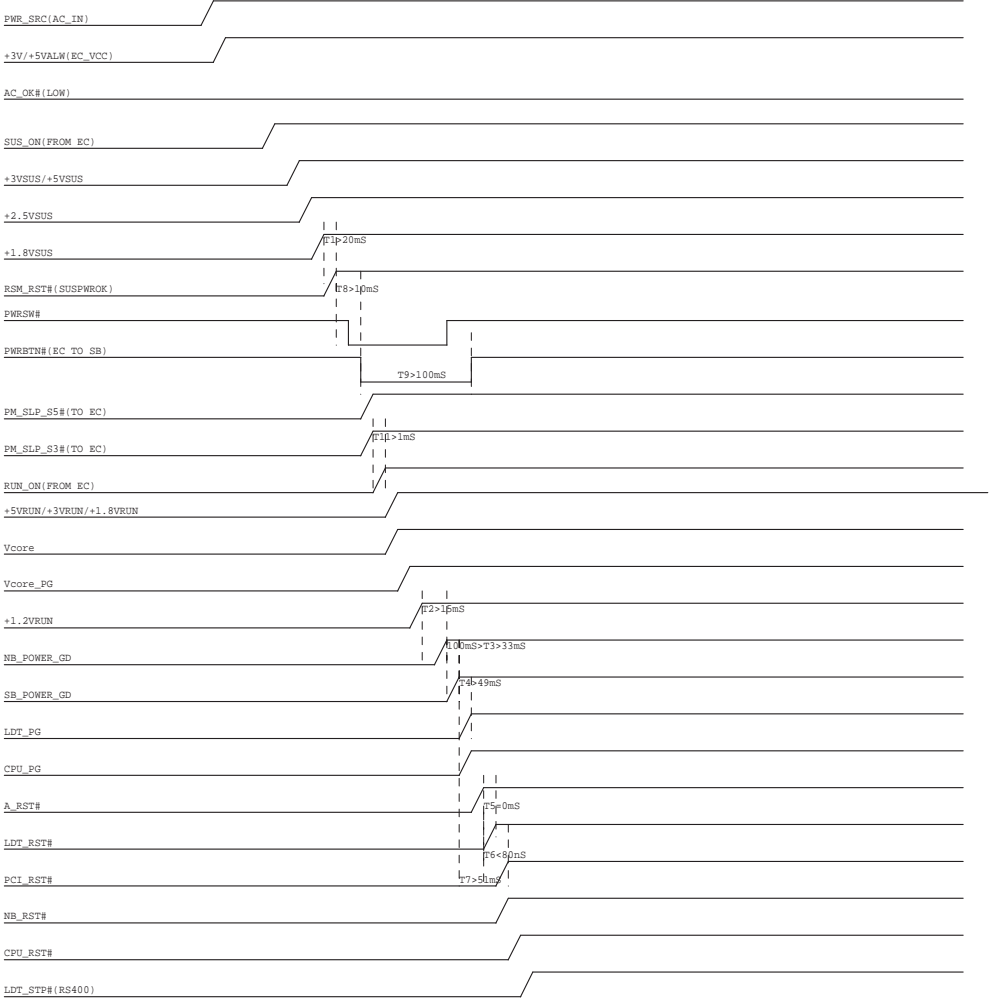 PWR_SRC(AC_IN)
+3V/+5VALW(EC_VCC)
AC_OK#(LOW)
SUS_ON(FROM EC)
+3VSUS/+5VSUS
+2.5VSUS
T1>20mS
+1.8VSUS
RSM_RST#(SUSPWROK)
T8>10mS
PWRSW#
PWRBTN#(EC TO SB)
T9>100mS
PM_SLP_S5#(TO EC)
T11>1mS
PM_SLP_S3#(TO EC)
RUN_ON(FROM EC)
+5VRUN/+3VRUN/+1.8VRUN
Vcore
Vcore_PG
T2>15mS
+1.2VRUN
100mS>T3>33mS
NB_POWER_GD
T4>49mS
SB_POWER_GD
LDT_PG
CPU_PG
A_RST#
T5=0mS
LDT_RST#
T6<80nS
PCI_RST#
T7>51mS
NB_RST#
CPU_RST#
LDT_STP#(RS400)